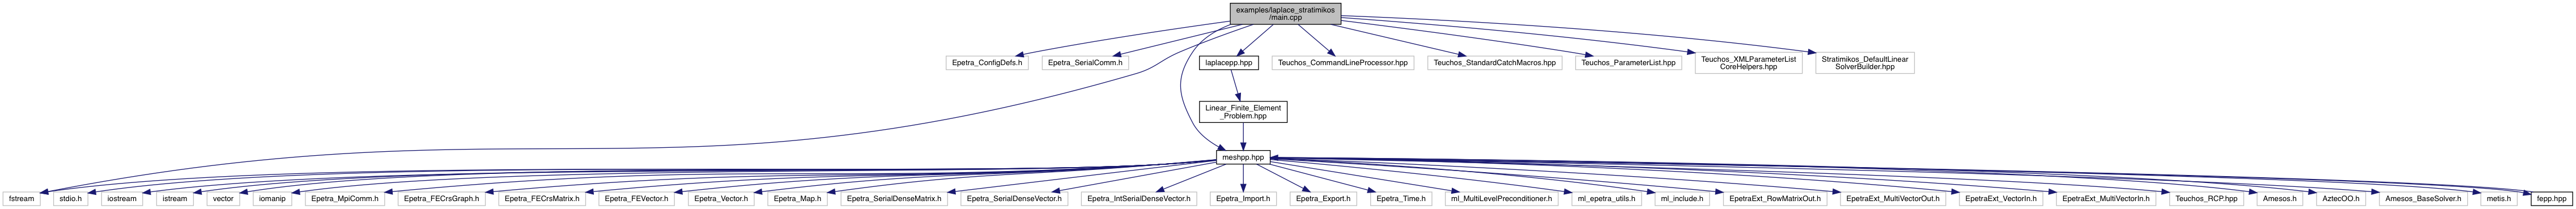 examples/laplace_stratimikos
/main.cpp
Epetra_ConfigDefs.h
Epetra_SerialComm.h
laplacepp.hpp
Teuchos_CommandLineProcessor.hpp
Teuchos_StandardCatchMacros.hpp
Teuchos_ParameterList.hpp
Teuchos_XMLParameterList
CoreHelpers.hpp
Stratimikos_DefaultLinear
SolverBuilder.hpp
Linear_Finite_Element
_Problem.hpp
meshpp.hpp
fstream
stdio.h
iostream
istream
vector
iomanip
Epetra_MpiComm.h
Epetra_FECrsGraph.h
Epetra_FECrsMatrix.h
Epetra_FEVector.h
Epetra_Vector.h
Epetra_Map.h
Epetra_SerialDenseMatrix.h
Epetra_SerialDenseVector.h
Epetra_IntSerialDenseVector.h
Epetra_Import.h
Epetra_Export.h
Epetra_Time.h
ml_MultiLevelPreconditioner.h
ml_epetra_utils.h
ml_include.h
EpetraExt_RowMatrixOut.h
EpetraExt_MultiVectorOut.h
EpetraExt_VectorIn.h
EpetraExt_MultiVectorIn.h
Teuchos_RCP.hpp
Amesos.h
AztecOO.h
Amesos_BaseSolver.h
metis.h
fepp.hpp